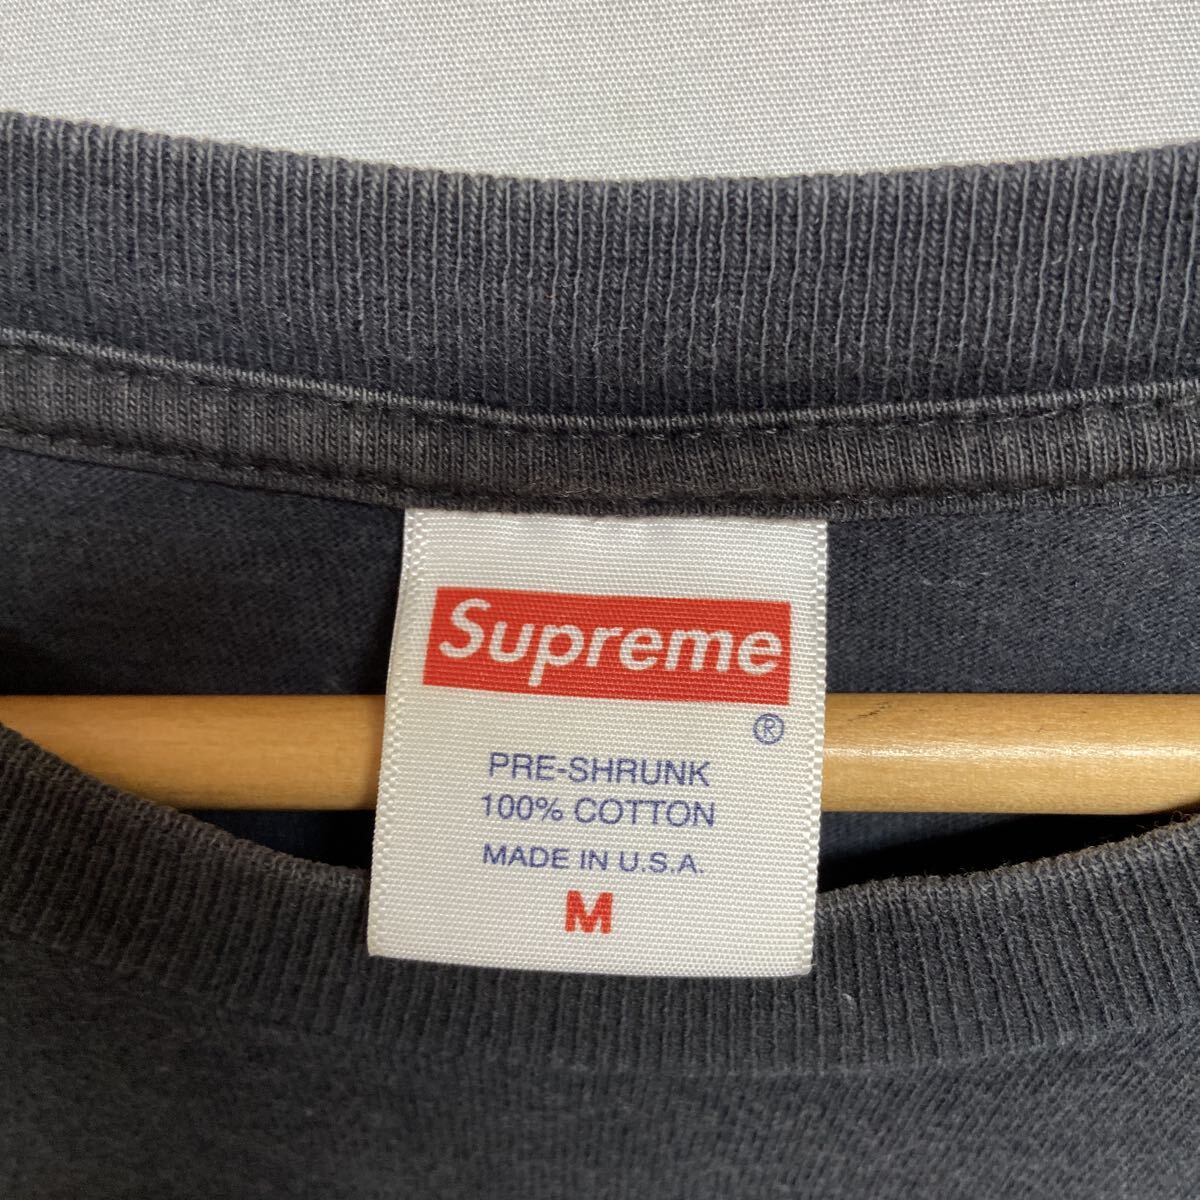 Supreme
®
PRE-SHRUNK
100% COTTON
MADE IN U.S.A.
M